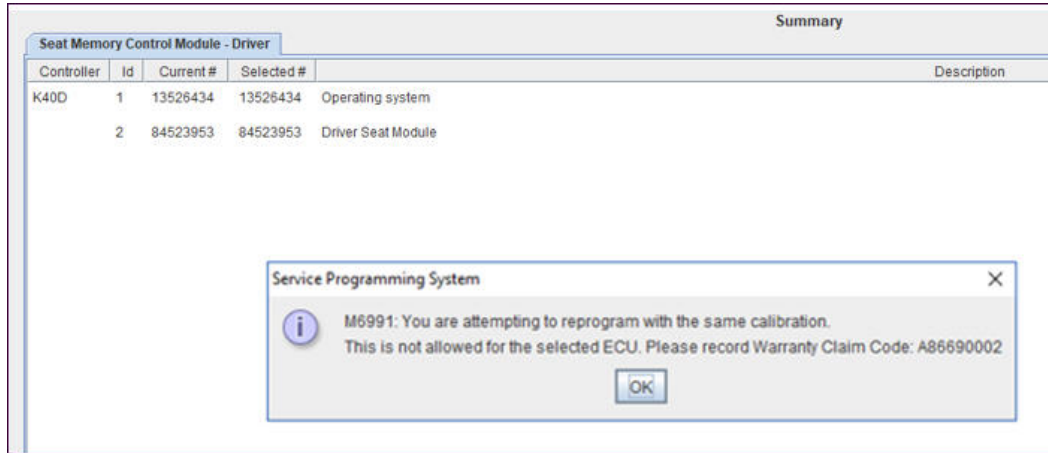 Summary
Seat Memory Control Module - Driver
Controller Id Current # Selected # Description
K40D 1 13526434 13526434 Operating system
2 84523953 84523953 Driver Seat Module
Service Programming System
M6991: You are attempting to reprogram with the same calibration.
This is not allowed for the selected ECU. Please record Warranty Claim Code: A86690002
OK